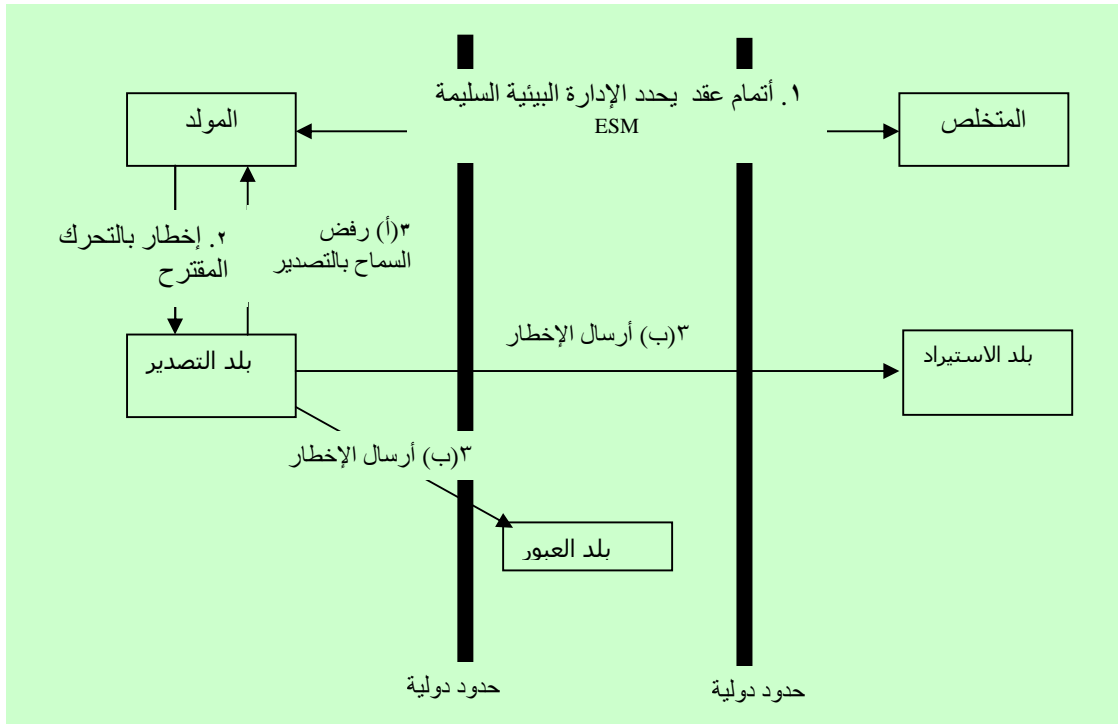 ١. أتمام عقد يحدد الإدارة البيئية السليمة
ESM
المتخلص
المولد
٢. إخطار بالتحرك
المقترح
٣(أ) رفض
السماح بالتصدير
٣(ب) أرسال الإخطار
بلد الاستيراد
بلد التصدير
٣(ب) أرسال الإخطار
بلد العبور
حدود دولية
حدود دولية